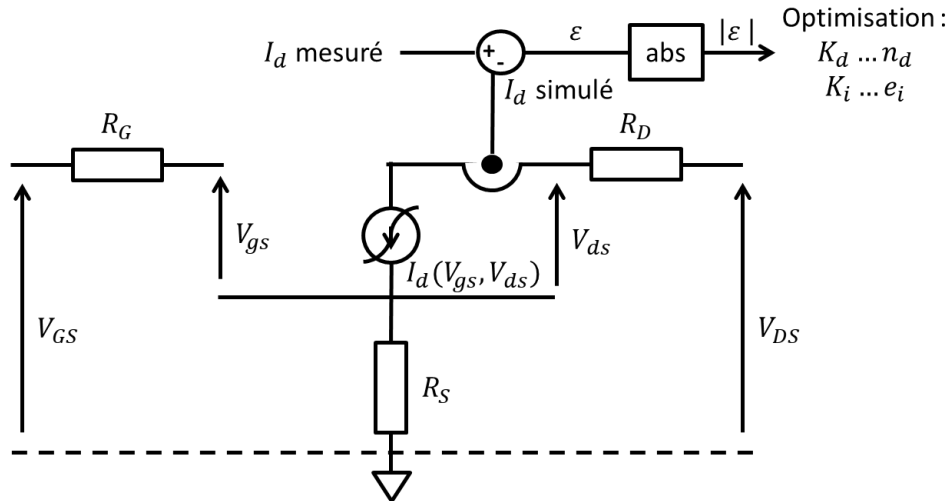 Optimisation :
I_d mesuré
+
-
ε
abs
|ε|
K_d … n_d
K_i … e_i
I_d simulé
R_G
R_D
V_gs
V_ds
I_d(V_gs, V_ds)
V_GS
V_DS
R_S